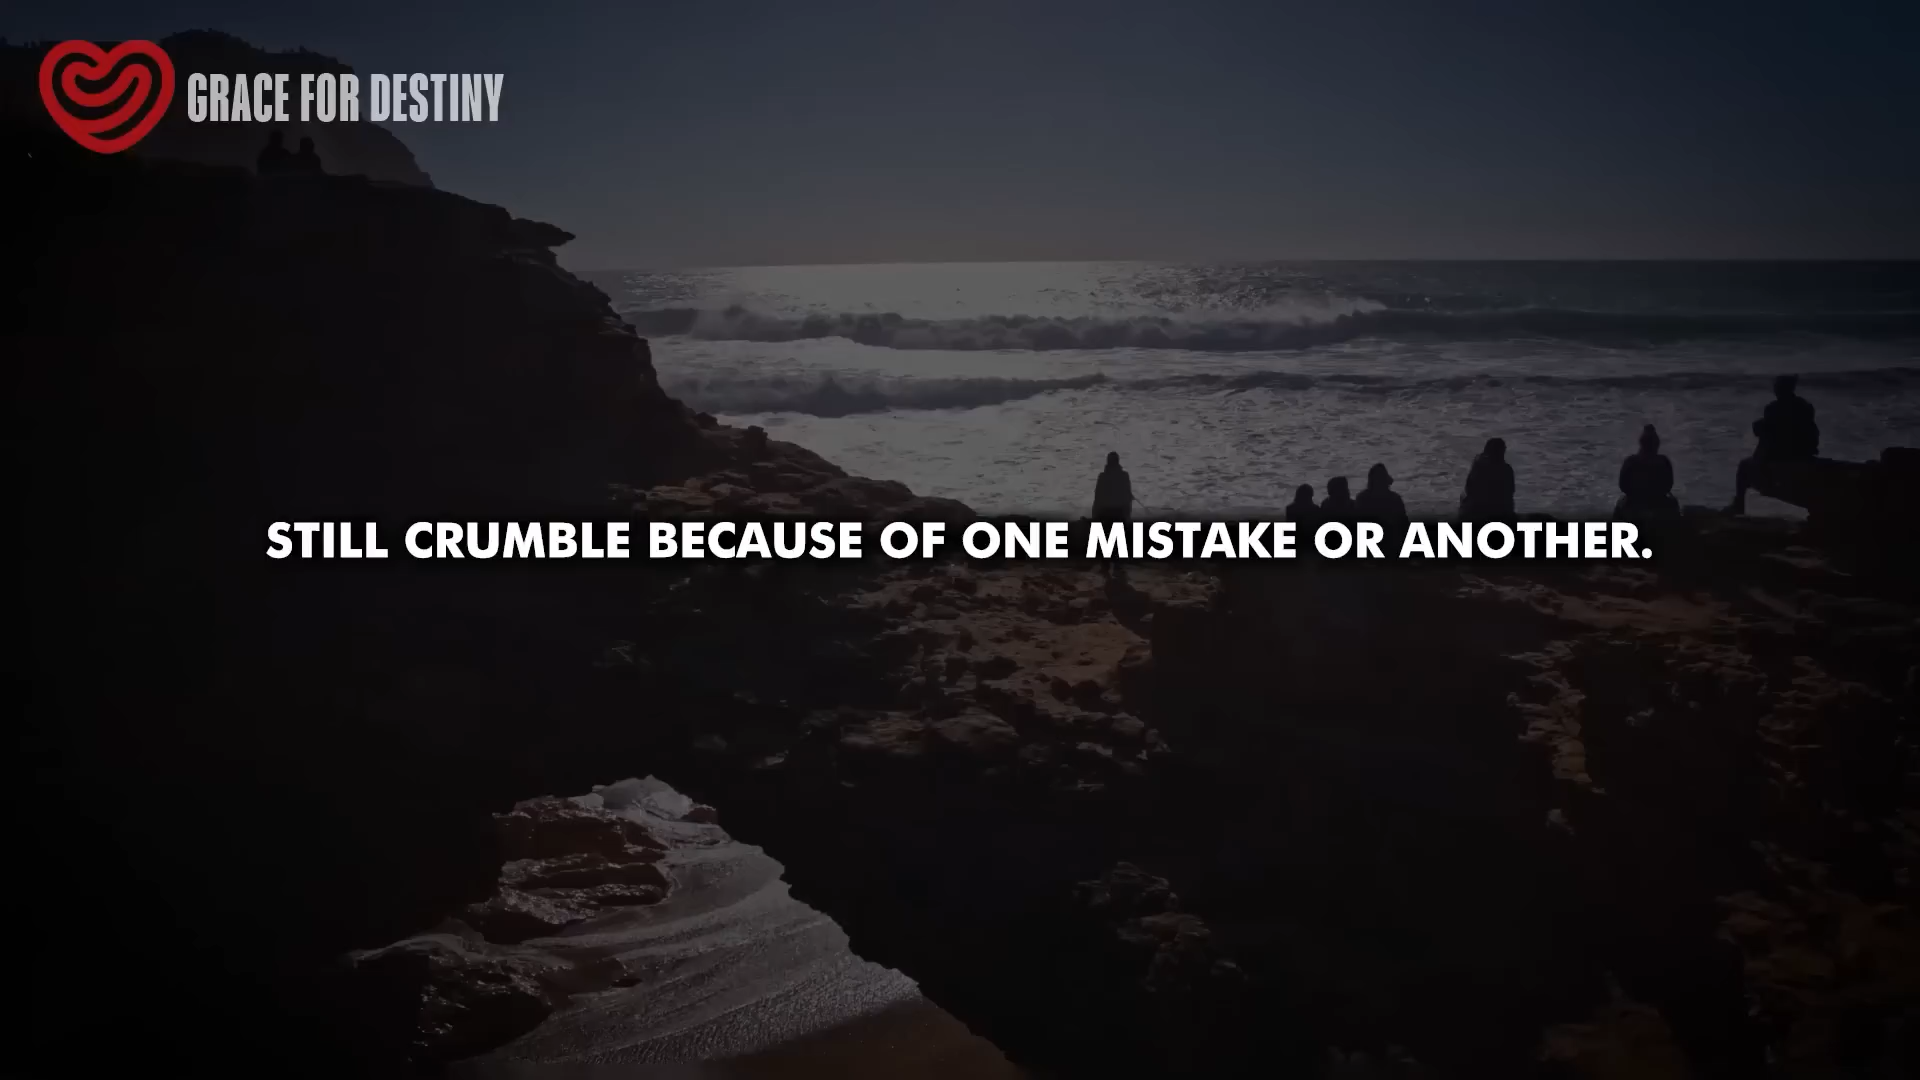 GRACE FOR DESTINY
STILL CRUMBLE BECAUSE OF ONE MISTAKE OR ANOTHER.